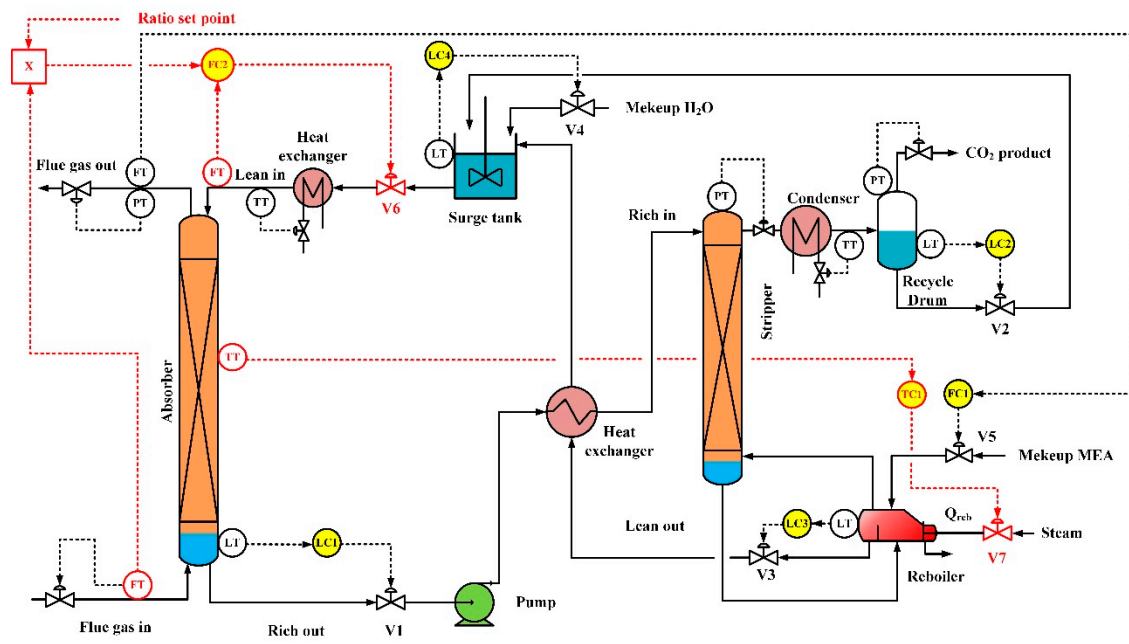 Ratio set point
X
FC2
LC4
Mekeup H₂O
V4
Flue gas out
FT
FT
Lean in
Heat
exchanger
LT
PT
TT
V6
Surge tank
PT
CO₂ product
PT
Condenser
Rich in
TT
LT
LC2
Recycle
Drum
V2
Stripper
Absorber
TT
TC1
FC1
V5
Mekeup MEA
Heat
exchanger
Lean out
LC3
LT
Qreb
Steam
V3
Reboiler
V7
LT
LC1
FT
Flue gas in
Rich out
V1
Pump